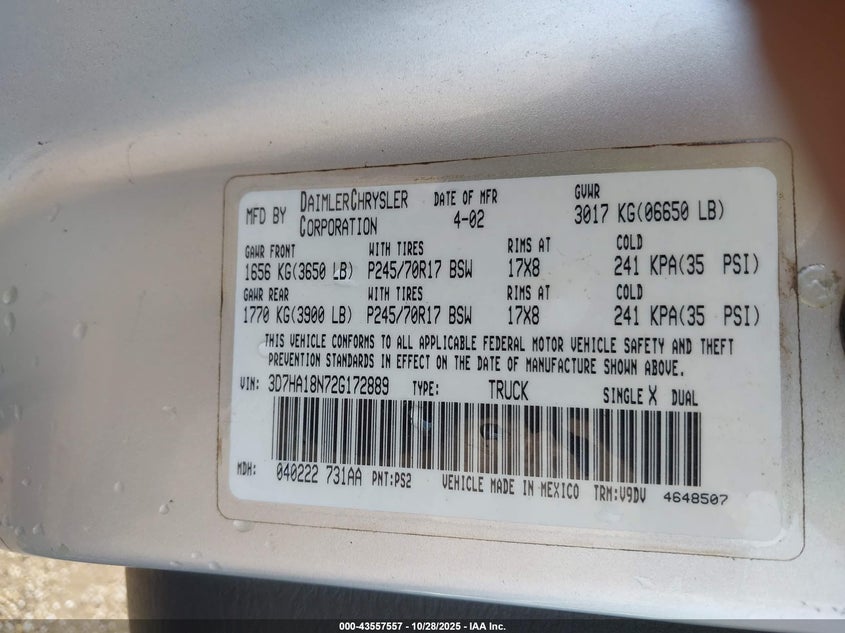 MFD BY DAIMLERCHRYSLER CORPORATION DATE OF MFR 4-02 GVWR 3017 KG(06650 LB)
GAWR FRONT WITH TIRES RIMS AT COLD
1656 KG(3650 LB) P245/70R17 BSW 17X8 241 KPA(35 PSI)
GAWR REAR WITH TIRES RIMS AT COLD
1770 KG(3900 LB) P245/70R17 BSW 17X8 241 KPA(35 PSI)
THIS VEHICLE CONFORMS TO ALL APPLICABLE FEDERAL MOTOR VEHICLE SAFETY AND THEFT
PREVENTION STANDARDS IN EFFECT ON THE DATE OF MANUFACTURE SHOWN ABOVE.
VIN: 3D7HA18N72G172889 TYPE: TRUCK SINGLE X DUAL
MDH: 040222 731AA PNT:PS2 VEHICLE MADE IN MEXICO TRM:V9DV 4648507
000-43557557 - 10/28/2025 - IAA Inc.